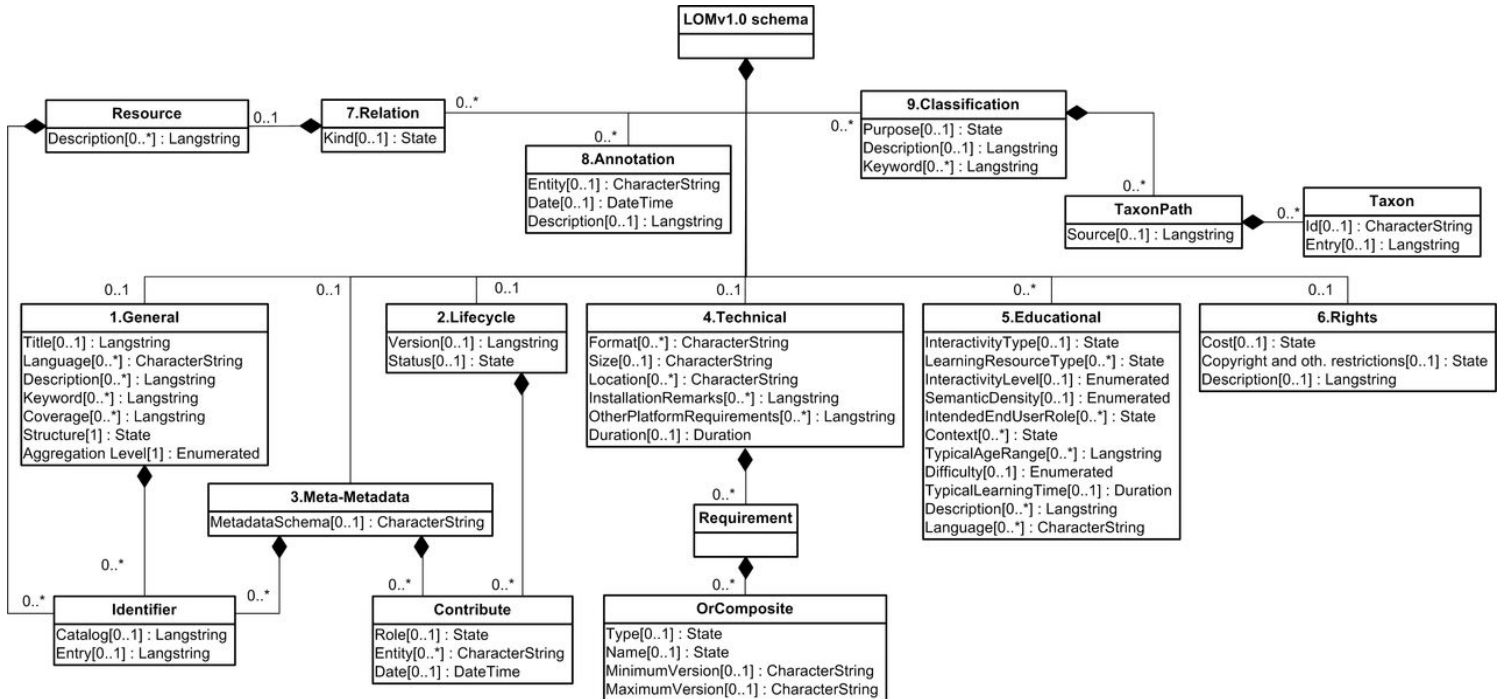 LOMv1.0 schema
Resource
Description[0..*] : Langstring
0..1
7.Relation
Kind[0..1] : State
0..*
0..*
8.Annotation
Entity[0..1] : CharacterString
Date[0..1] : DateTime
Description[0..1] : Langstring
0..*
9.Classification
Purpose[0..1] : State
Description[0..1] : Langstring
Keyword[0..*] : Langstring
0..*
TaxonPath
Source[0..1] : Langstring
0..*
Taxon
Id[0..1] : CharacterString
Entry[0..1] : Langstring
0..1
1.General
Title[0..1] : Langstring
Language[0..*] : CharacterString
Description[0..*] : Langstring
Keyword[0..*] : Langstring
Coverage[0..*] : Langstring
Structure[1] : State
Aggregation Level[1] : Enumerated
0..1
3.Meta-Metadata
MetadataSchema[0..1] : CharacterString
0..1
2.Lifecycle
Version[0..1] : Langstring
Status[0..1] : State
0..1
4.Technical
Format[0..*] : CharacterString
Size[0..1] : CharacterString
Location[0..*] : CharacterString
InstallationRemarks[0..*] : Langstring
OtherPlatformRequirements[0..*] : Langstring
Duration[0..1] : Duration
0..*
Requirement
0..*
OrComposite
Type[0..1] : State
Name[0..1] : State
MinimumVersion[0..1] : CharacterString
MaximumVersion[0..1] : CharacterString
0..*
5.Educational
InteractivityType[0..1] : State
LearningResourceType[0..*] : State
InteractivityLevel[0..1] : Enumerated
SemanticDensity[0..1] : Enumerated
IntendedEndUserRole[0..*] : State
Context[0..*] : State
TypicalAgeRange[0..*] : Langstring
Difficulty[0..1] : Enumerated
TypicalLearningTime[0..1] : Duration
Description[0..*] : Langstring
Language[0..*] : CharacterString
0..1
6.Rights
Cost[0..1] : State
Copyright and oth. restrictions[0..1] : State
Description[0..1] : Langstring
0..*
0..*
0..*
Identifier
Catalog[0..1] : Langstring
Entry[0..1] : Langstring
0..*
0..*
Contribute
Role[0..1] : State
Entity[0..*] : CharacterString
Date[0..1] : DateTime